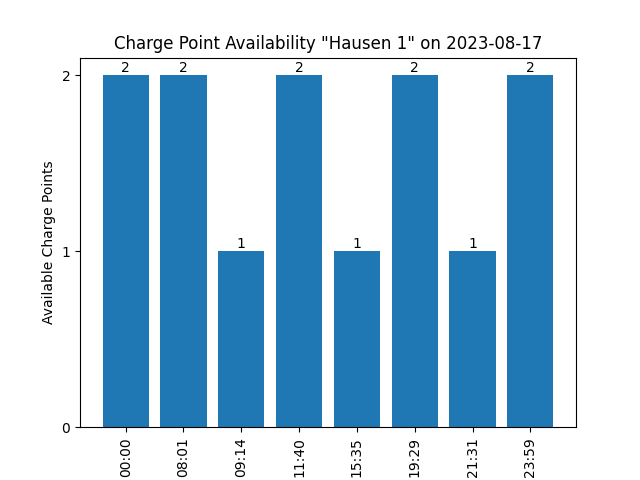 Charge Point Availability "Hausen 1" on 2023-08-17
2 2 1 2 1 2 1 2
2
1
0
Available Charge Points
00:00 08:01 09:14 11:40 15:35 19:29 21:31 23:59